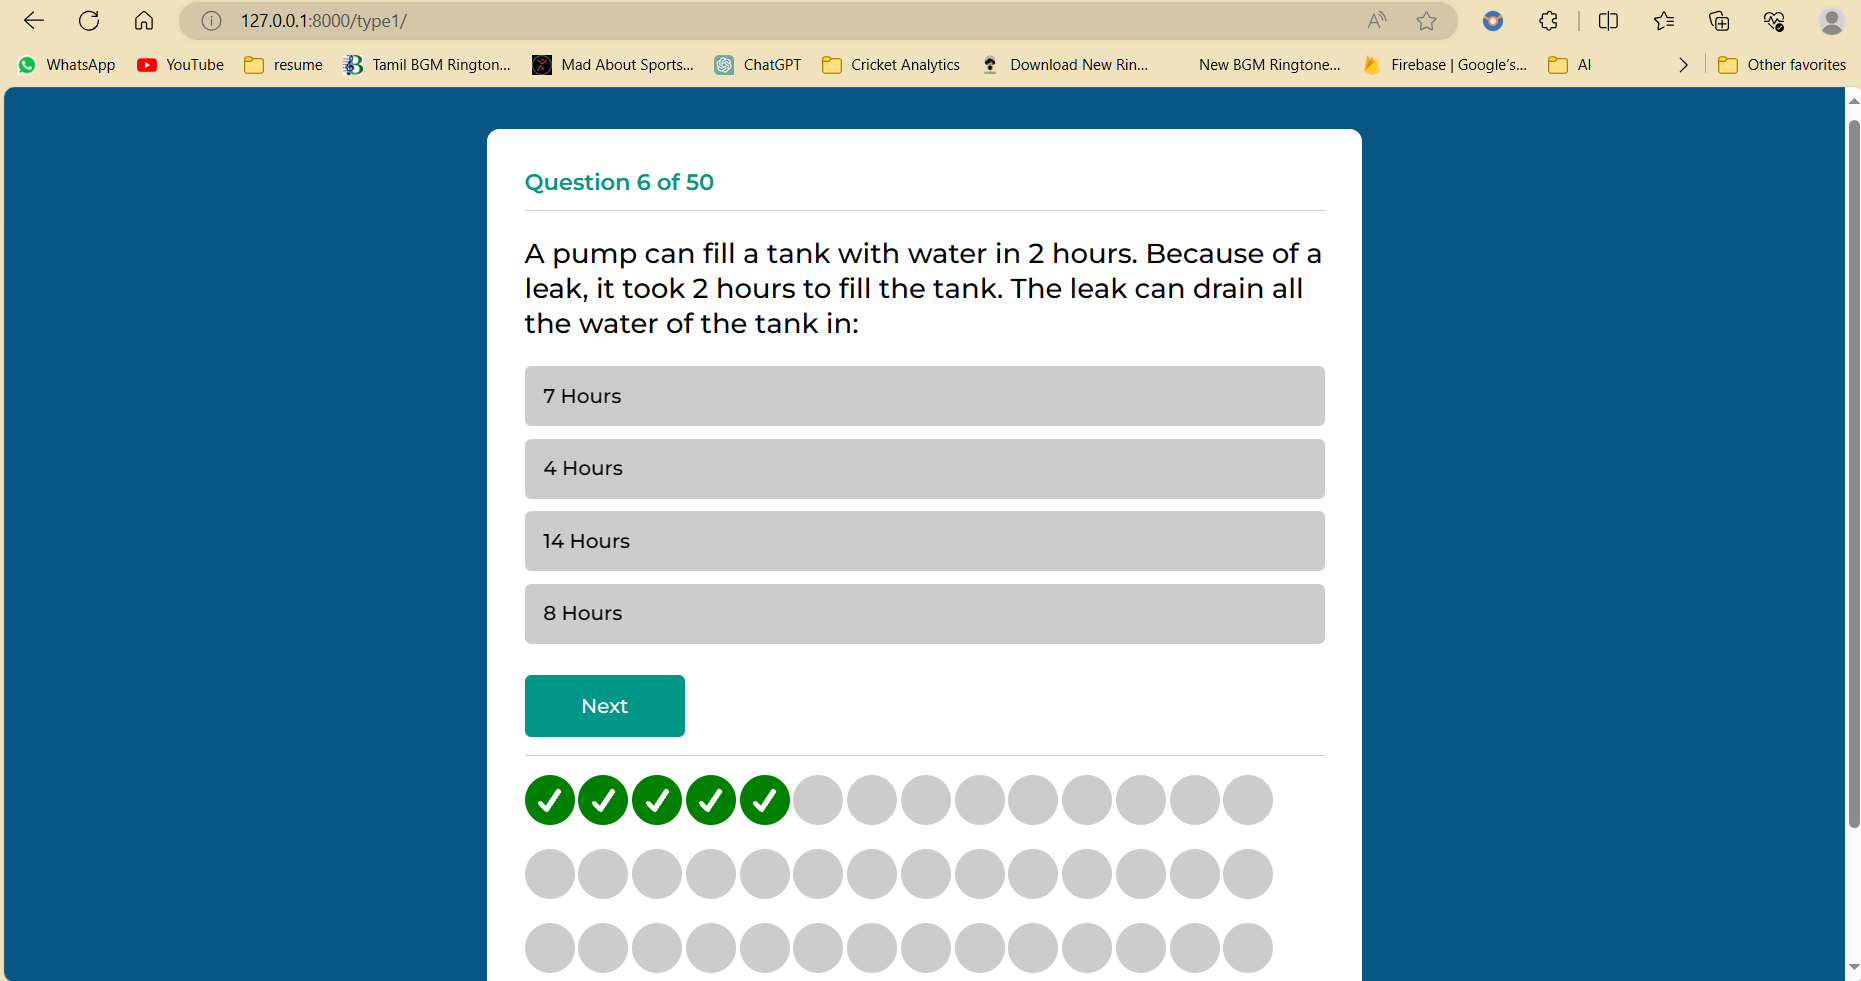 127.0.0.1:8000/type1/
WhatsApp YouTube resume Tamil BGM Rington... Mad About Sports... ChatGPT Cricket Analytics Download New Rin... New BGM Ringtone... Firebase | Google's... AI Other favorites
Question 6 of 50
A pump can fill a tank with water in 2 hours. Because of a
leak, it took 2 hours to fill the tank. The leak can drain all
the water of the tank in:
7 Hours
4 Hours
14 Hours
8 Hours
Next